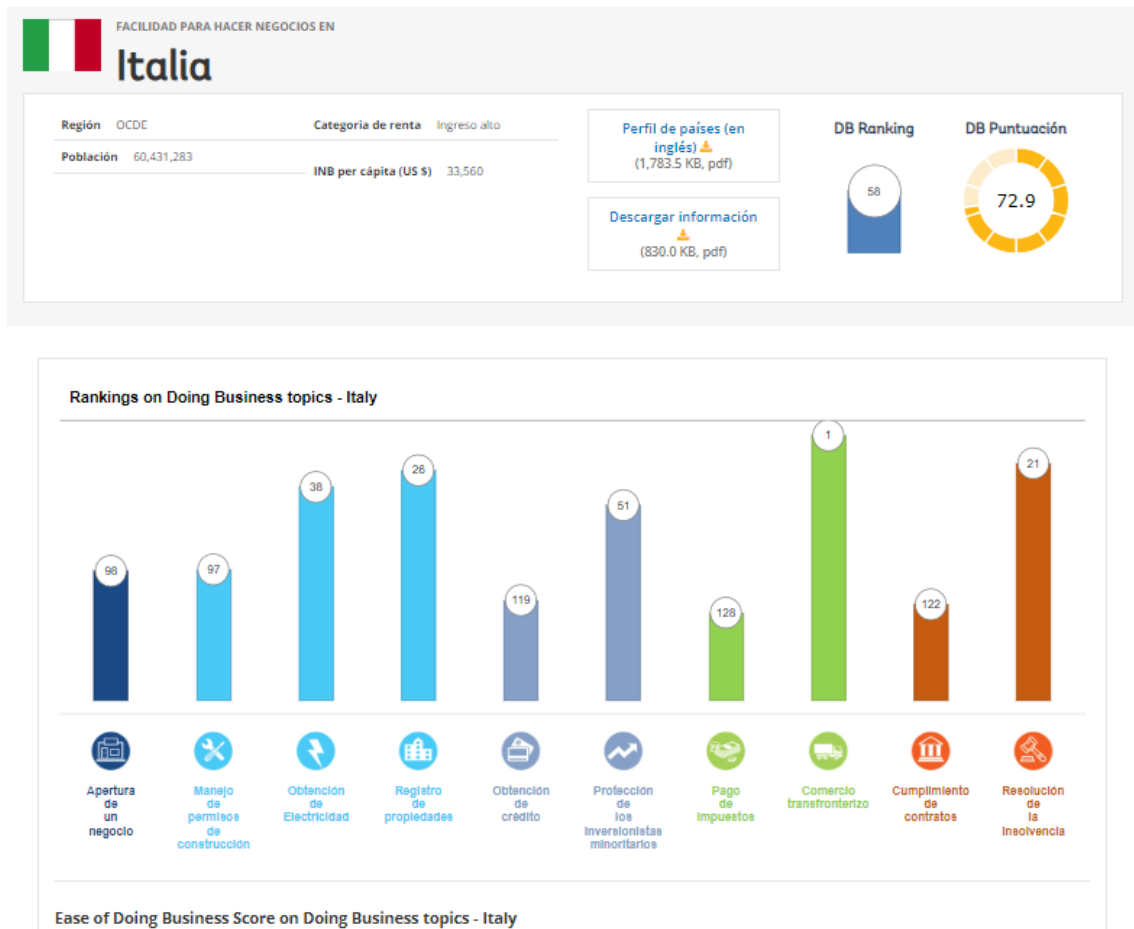 FACILIDAD PARA HACER NEGOCIOS EN
Italia
Región OCDE
Categoría de renta Ingreso alto
Población 60,431,283
INB per cápita (US $) 33,560
Perfil de países (en
inglés)
(1,783.5 KB, pdf)
Descargar información
(830.0 KB, pdf)
DB Ranking
58
DB Puntuación
72.9
Rankings on Doing Business topics - Italy
98
97
38
26
119
51
128
1
122
21
Apertura
de
un
negocio
Manejo
de
permisos
de
construcción
Obtención
de
Electricidad
Registro
de
propiedades
Obtención
de
crédito
Protección
de
los
Inversionistas
minoritarios
Pago
de
Impuestos
Comercio
transfronterizo
Cumplimiento
de
contratos
Resolución
de
la
Insolvencia
Ease of Doing Business Score on Doing Business topics - Italy